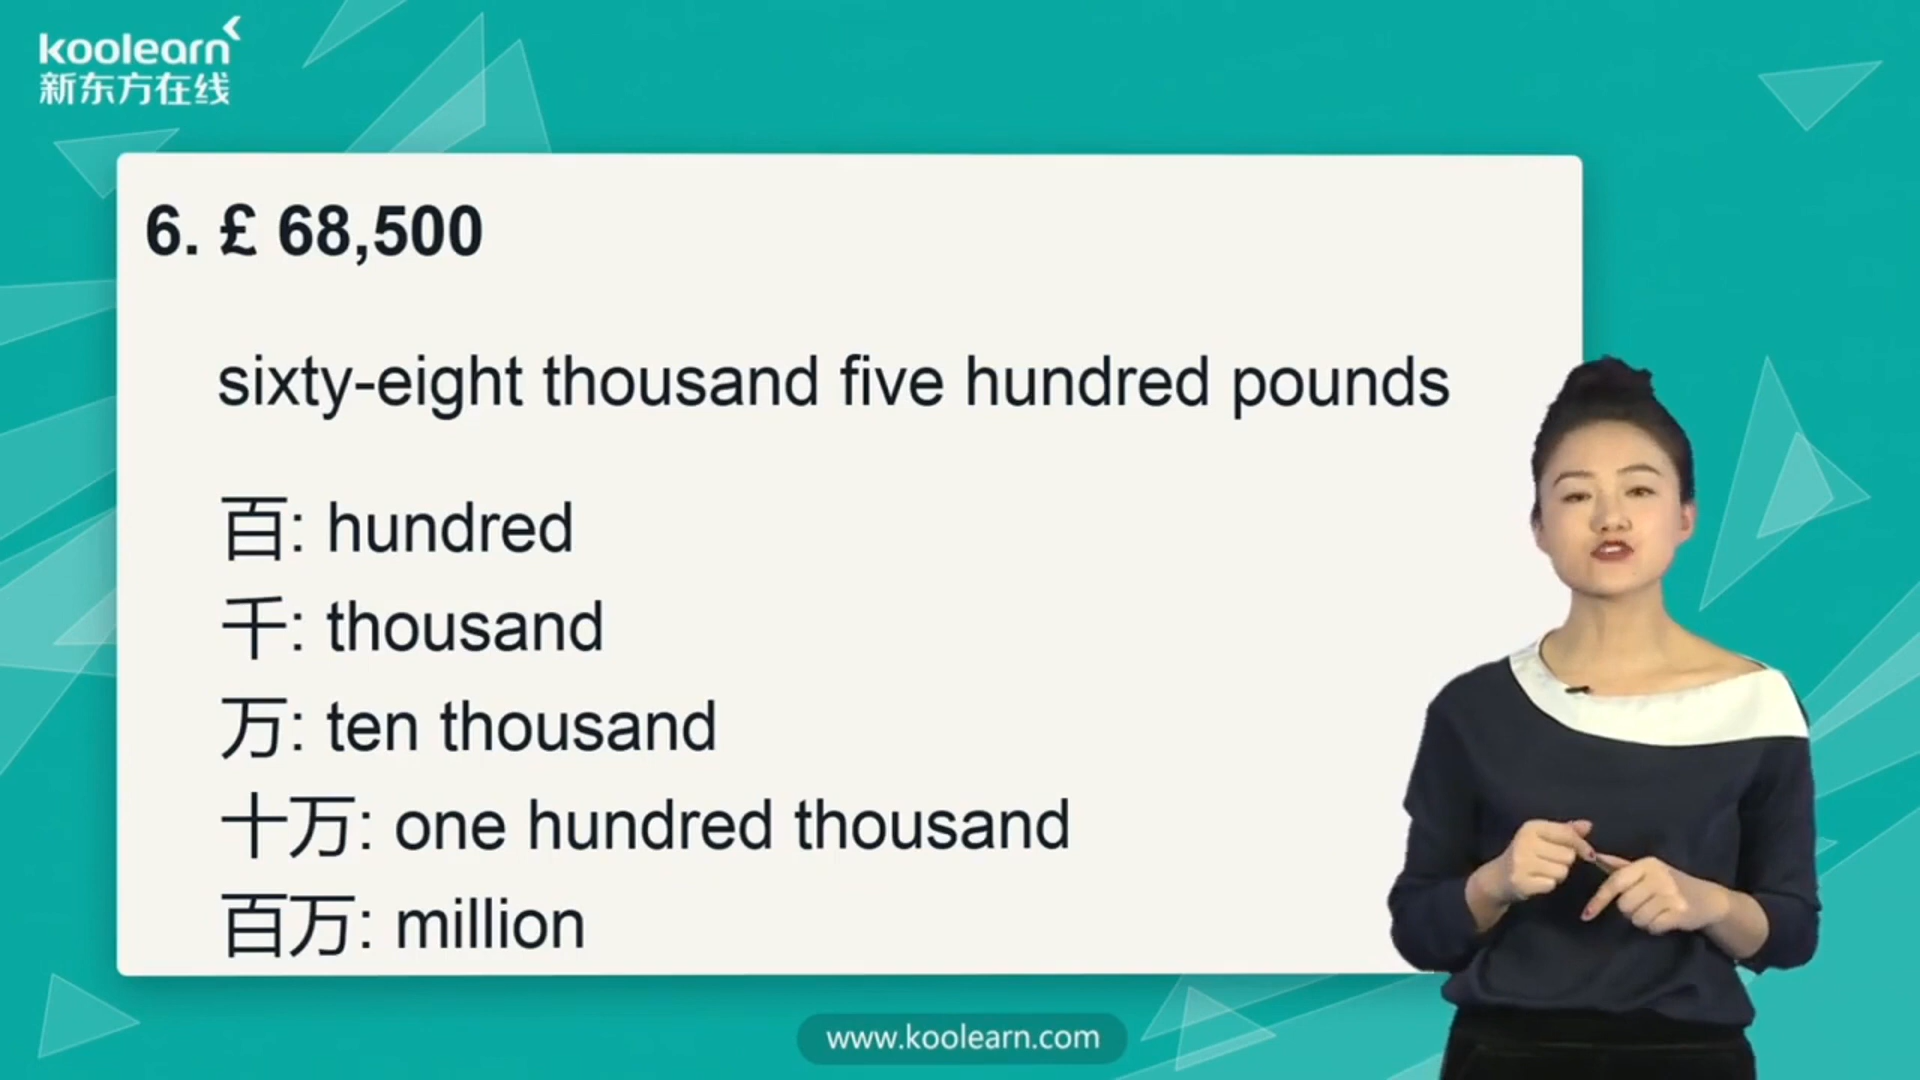 koolearn
新东方在线
6. £ 68,500
sixty-eight thousand five hundred pounds
百: hundred
千: thousand
万: ten thousand
十万: one hundred thousand
百万: million
www.koolearn.com